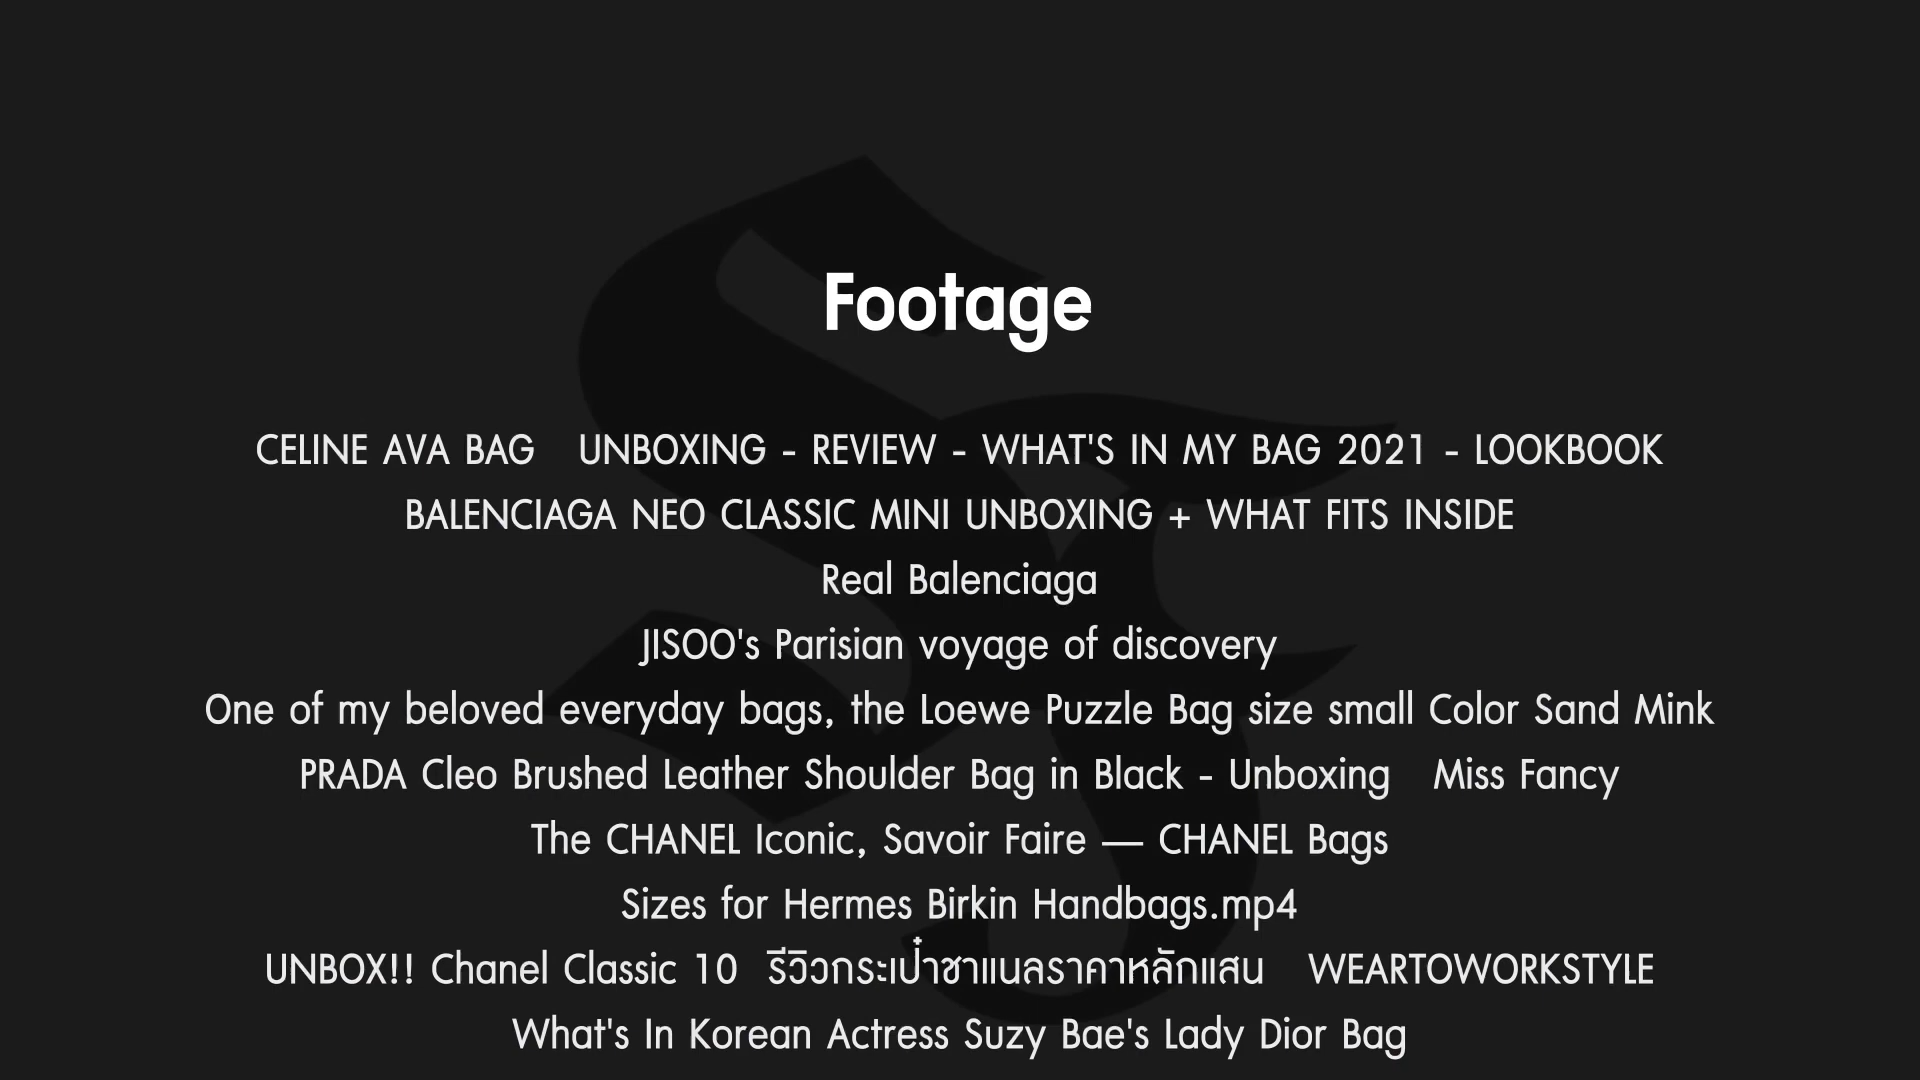 Footage
CELINE AVA BAG   UNBOXING - REVIEW - WHAT'S IN MY BAG 2021 - LOOKBOOK
BALENCIAGA NEO CLASSIC MINI UNBOXING + WHAT FITS INSIDE
Real Balenciaga
JISOO's Parisian voyage of discovery
One of my beloved everyday bags, the Loewe Puzzle Bag size small Color Sand Mink
PRADA Cleo Brushed Leather Shoulder Bag in Black - Unboxing   Miss Fancy
The CHANEL Iconic, Savoir Faire — CHANEL Bags
Sizes for Hermes Birkin Handbags.mp4
UNBOX!! Chanel Classic 10  รีวิวกระเป๋าชาแนลราคาหลักแสน   WEARTOWORKSTYLE
What's In Korean Actress Suzy Bae's Lady Dior Bag